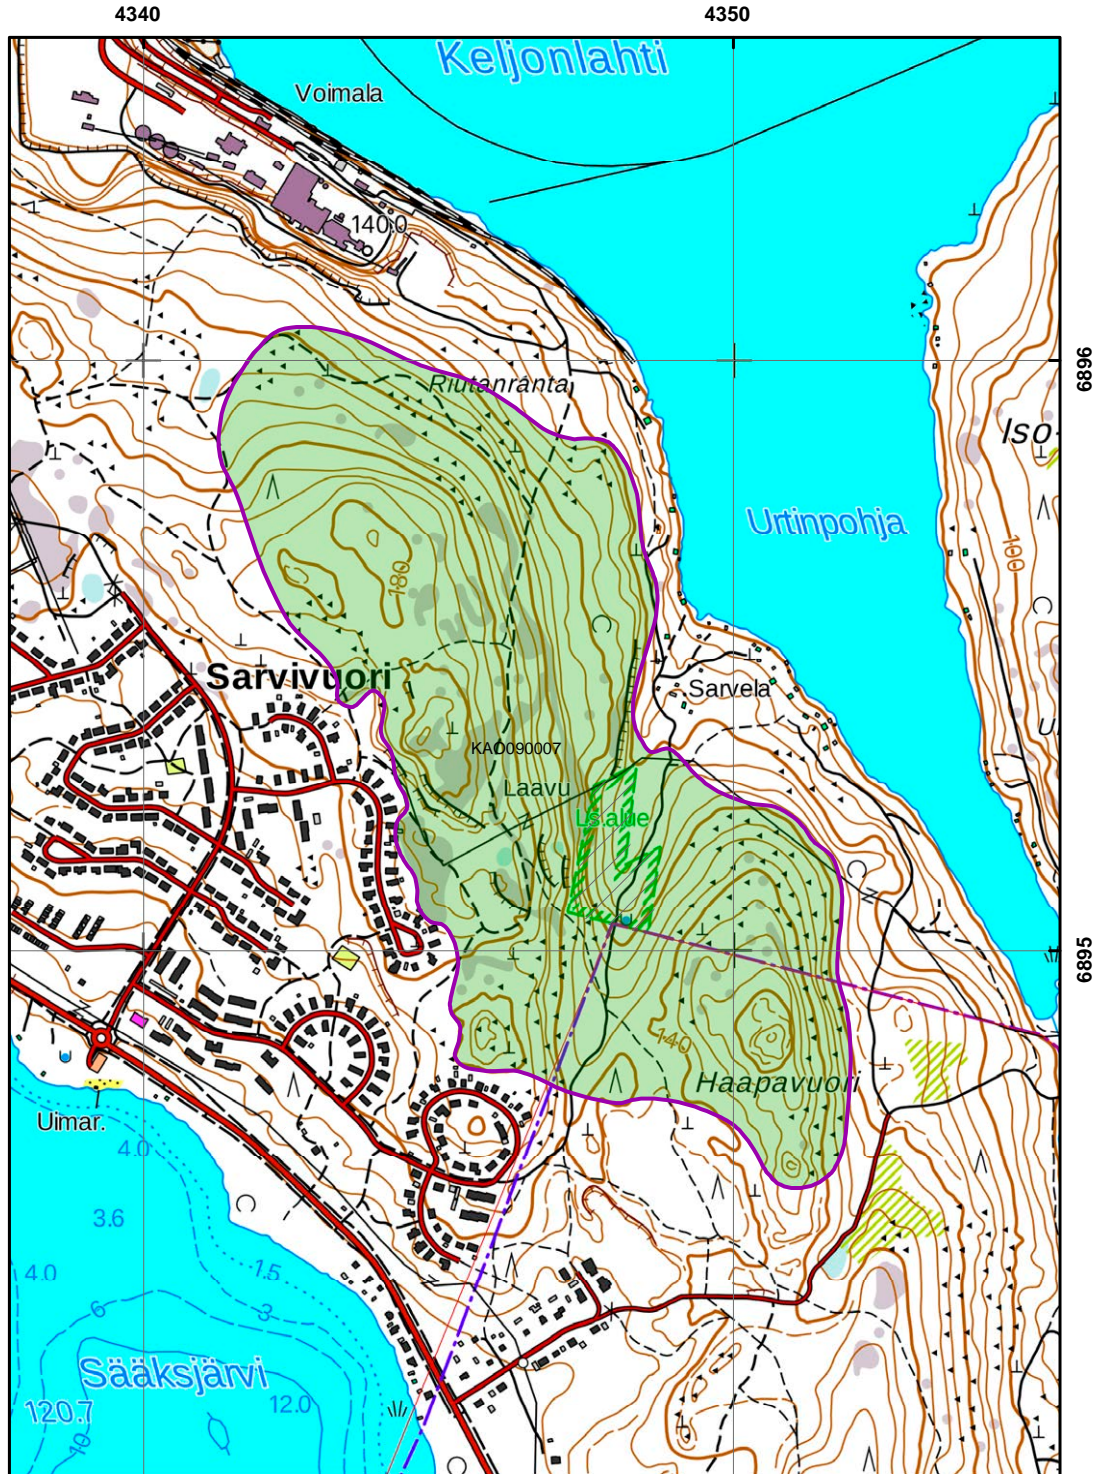 4340
4350
Keljonlahti
Voimala
140.0
6896
Riutanranta
Iso
Urtinpohja
100
180
Sarvivuori
Sarvela
KAO090007
Laavu
Ls.alue
6895
140
Haapavuori
Uimar.
4.0
3.6
4.0
1.5
6
3
Sääksjärvi
120.7
12.0
10